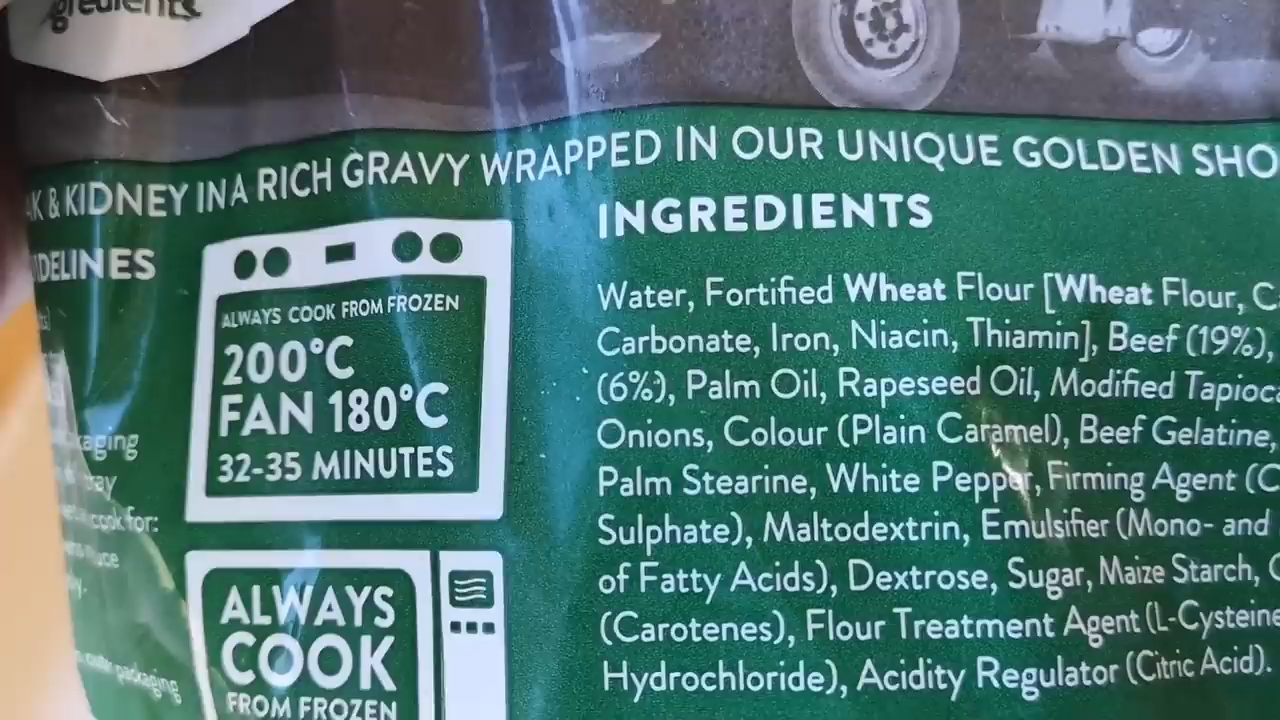 & KIDNEY IN A RICH GRAVY WRAPPED IN OUR UNIQUE GOLDEN
INGREDIENTS
Water, Fortified Wheat Flour [Wheat Flour,
Carbonate, Iron, Niacin, Thiamin], Beef (19%),
(6%), Palm Oil, Rapeseed Oil, Modified
Onions, Colour (Plain Caramel), Beef Gelatine,
Palm Stearine, White Pepper, Firming Agent
Sulphate), Maltodextrin, Emulsifier (Mono- and
of Fatty Acids), Dextrose, Sugar, Maize Starch,
(Carotenes), Flour Treatment Agent (L-Cysteine
Hydrochloride), Acidity Regulator (Citric Acid).
ALWAYS COOK FROM FROZEN
200°C
FAN 180°C
32-35 MINUTES
ALWAYS
COOK
FROM FROZEN
cook for:
packaging